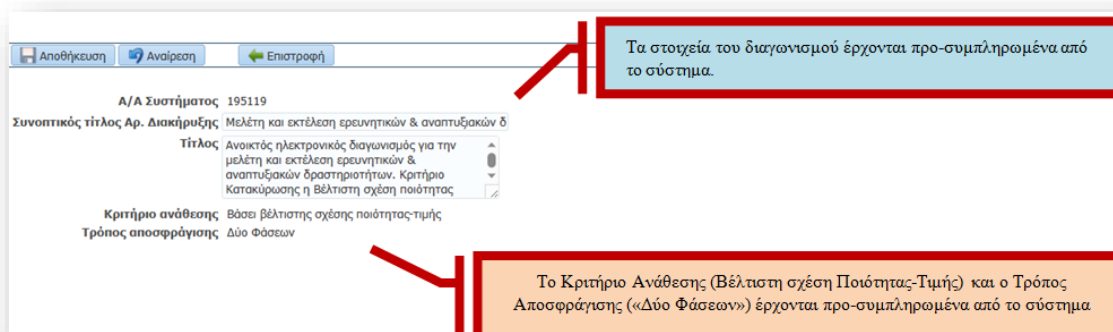 Αποθήκευση Αναίρεση Επιστροφή
Τα στοιχεία του διαγωνισμού έρχονται προ-συμπληρωμένα από
το σύστημα.
Α/Α Συστήματος 195119
Συνοπτικός τίτλος Αρ. Διακήρυξης Μελέτη και εκτέλεση ερευνητικών & αναπτυξιακών δ
Τίτλος Ανοικτός ηλεκτρονικός διαγωνισμός για την
μελέτη και εκτέλεση ερευνητικών &
αναπτυξιακών δραστηριοτήτων. Κριτήριο
Κατακύρωσης η Βέλτιστη σχέση ποιότητας
Κριτήριο ανάθεσης Βάσει βέλτιστης σχέσης ποιότητας-τιμής
Τρόπος αποσφράγισης Δύο Φάσεων
Το Κριτήριο Ανάθεσης (Βέλτιστη σχέση Ποιότητας-Τιμής) και ο Τρόπος
Αποσφράγισης («Δύο Φάσεων») έρχονται προ-συμπληρωμένα από το σύστημα